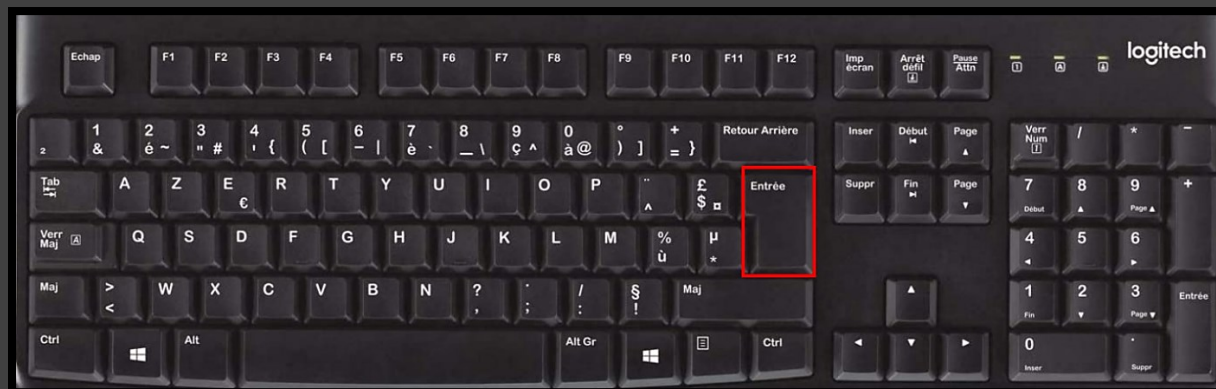 Echap F1 F2 F3 F4 F5 F6 F7 F8 F9 F10 F11 F12 Imp écran Arrêt défil Pause Attn 1 A logitech
2 1 & 2 é ~ 3 " # 4 ' { 5 ( [ 6 - | 7 è ` 8 _ \ 9 ç ^ 0 à @ ° ) ] + = } Retour Arrière Inser Début Page Verr Num 1 / * -
Tab A Z E € R T Y U I O P ¨ ^ £ $ ¤ Entrée Suppr Fin Page 7 Début 8 9 Page +
Verr Maj A Q S D F G H J K L M % ù µ * 4 5 6
Maj > < W X C V B N ? , . ; / : § ! Maj 1 Fin 2 3 Page Entrée
Ctrl Alt Alt Gr Ctrl 0 Inser . Suppr